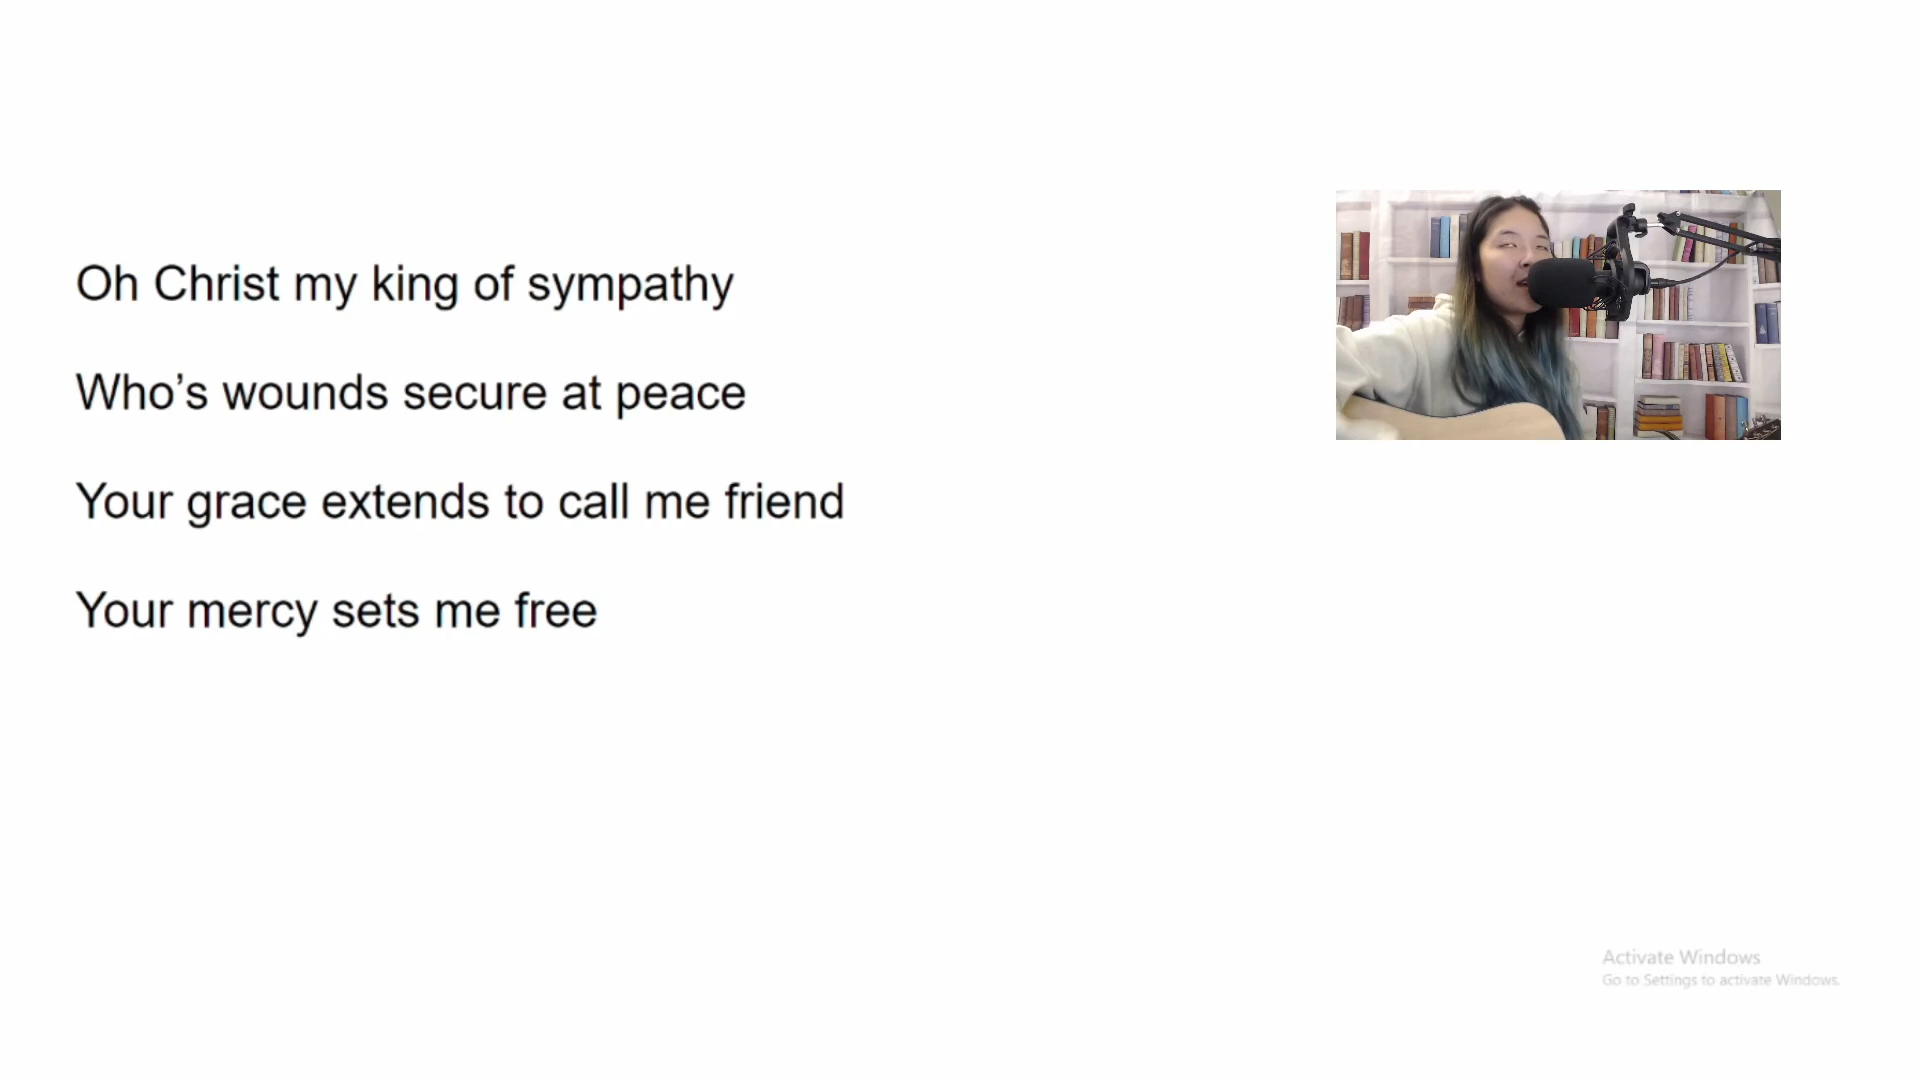 Oh Christ my king of sympathy
Who’s wounds secure at peace
Your grace extends to call me friend
Your mercy sets me free
Activate Windows
Go to Settings to activate Windows.